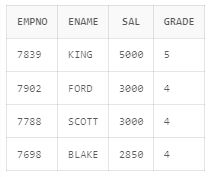 EMPNO ENAME SAL GRADE
7839 KING 5000 5
7902 FORD 3000 4
7788 SCOTT 3000 4
7698 BLAKE 2850 4